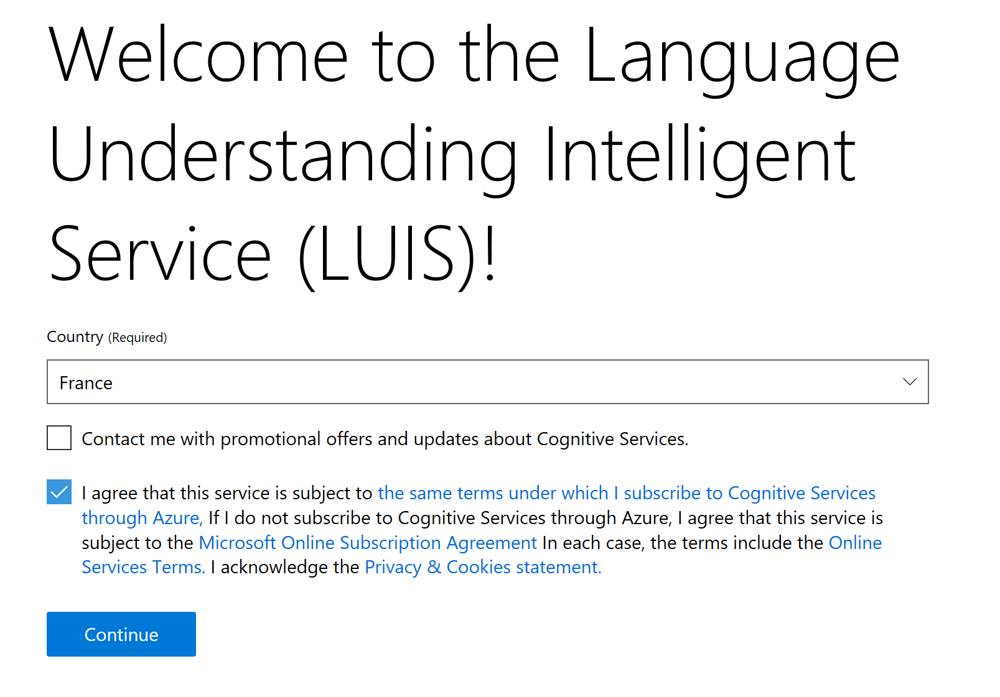 Welcome to the Language
Understanding Intelligent
Service (LUIS)!
Country (Required)
France
Contact me with promotional offers and updates about Cognitive Services.
I agree that this service is subject to the same terms under which I subscribe to Cognitive Services
through Azure, If I do not subscribe to Cognitive Services through Azure, I agree that this service is
subject to the Microsoft Online Subscription Agreement In each case, the terms include the Online
Services Terms. I acknowledge the Privacy & Cookies statement.
Continue